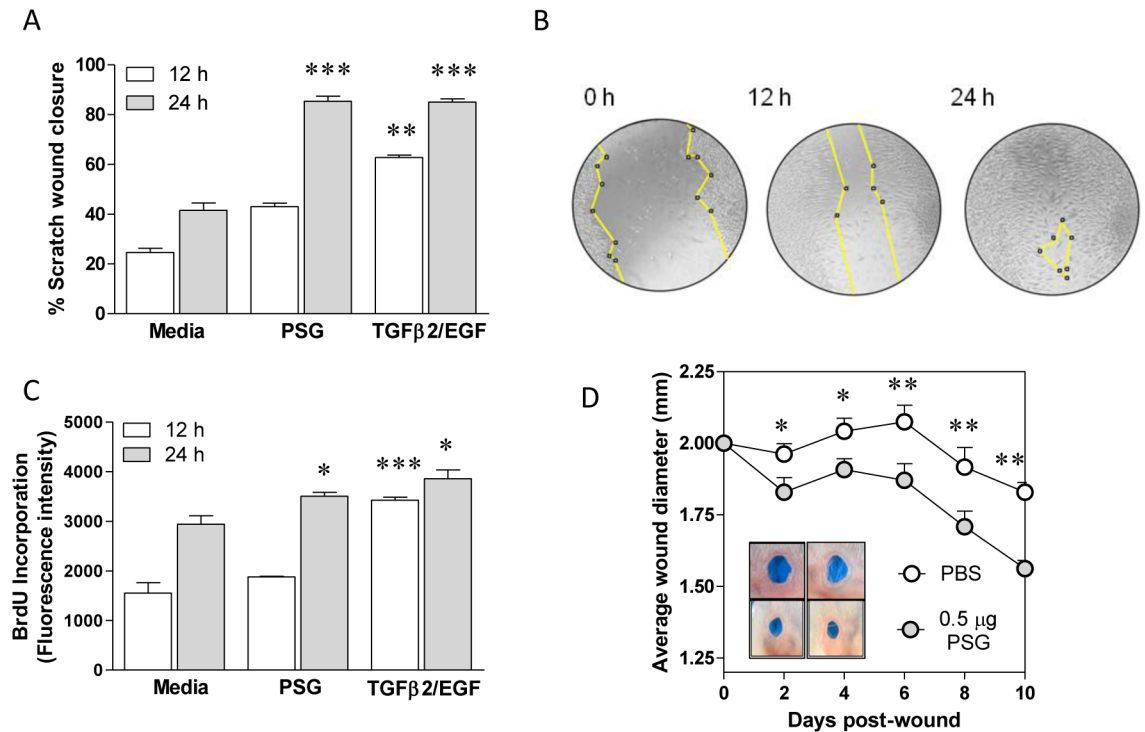 A
% Scratch wound closure
100
80
60
40
20
0
12 h
24 h
***
**
***
Media
PSG
TGFβ2/EGF
B
0 h
12 h
24 h
C
BrdU Incorporation
(Fluorescence intensity)
5000
4000
3000
2000
1000
0
12 h
24 h
*
***
*
Media
PSG
TGFβ2/EGF
D
Average wound diameter (mm)
2.25
2.00
1.75
1.50
1.25
*
*
**
**
**
PBS
0.5 μg
PSG
0
2
4
6
8
10
Days post-wound